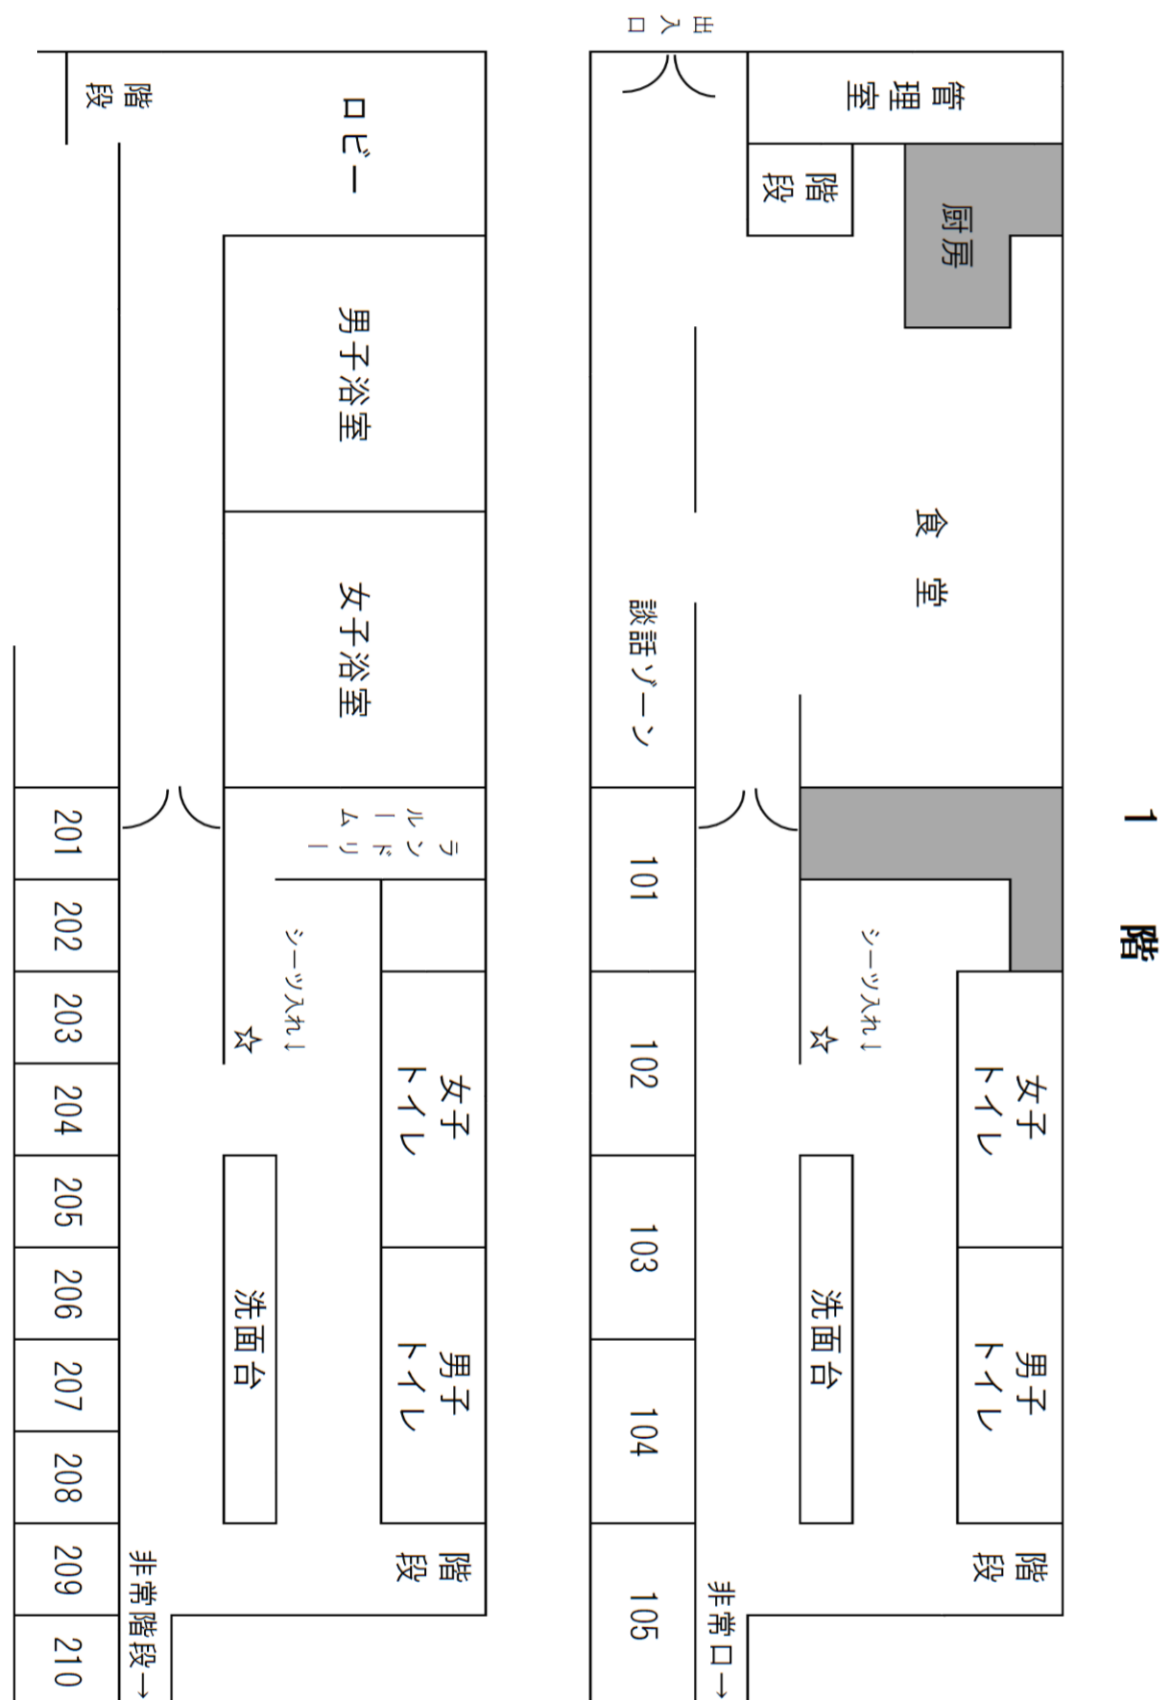 1 階
出入口
管理室
階段
厨房
食堂
談話ゾーン
シーツ入れ↓
☆
女子
トイレ
男子
トイレ
洗面台
階段
101
102
103
104
105
非常口→
階段
ロビー
男子浴室
女子浴室
ランドリー
ルーム
シーツ入れ↓
☆
女子
トイレ
男子
トイレ
洗面台
階段
201
202
203
204
205
206
207
208
209
210
非常階段→